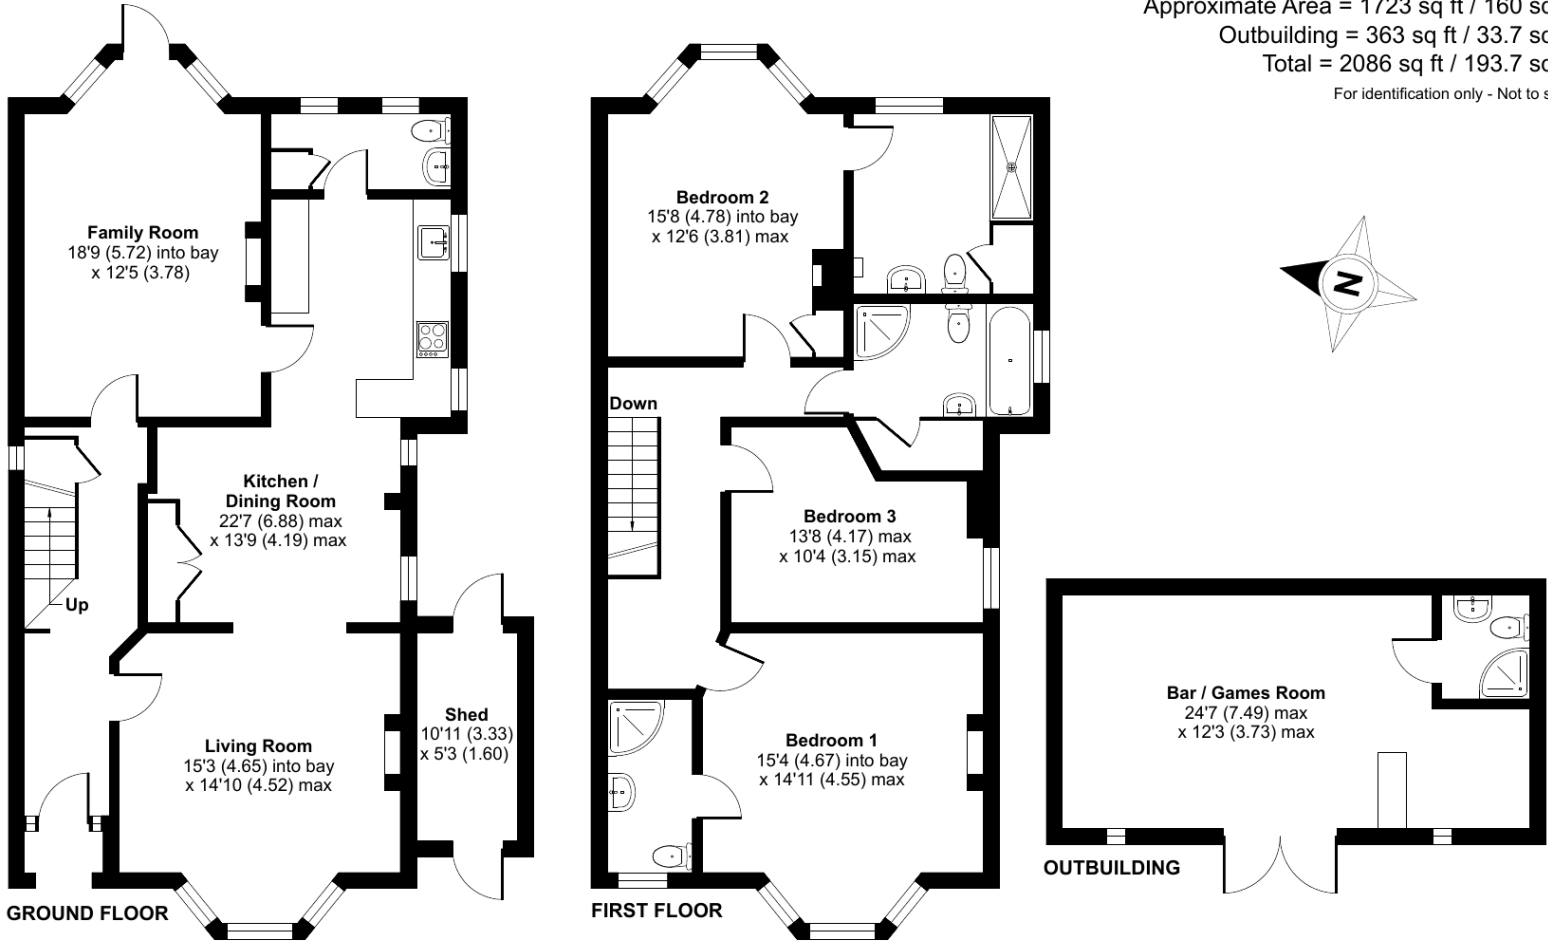 Approximate Area = 1723 sq ft / 160 sq
Outbuilding = 363 sq ft / 33.7 sq
Total = 2086 sq ft / 193.7 sq
For identification only - Not to s
Family Room
18'9 (5.72) into bay
x 12'5 (3.78)
Kitchen /
Dining Room
22'7 (6.88) max
x 13'9 (4.19) max
Up
Living Room
15'3 (4.65) into bay
x 14'10 (4.52) max
Shed
10'11 (3.33)
x 5'3 (1.60)
GROUND FLOOR
Bedroom 2
15'8 (4.78) into bay
x 12'6 (3.81) max
Down
Bedroom 3
13'8 (4.17) max
x 10'4 (3.15) max
Bedroom 1
15'4 (4.67) into bay
x 14'11 (4.55) max
FIRST FLOOR
N
Bar / Games Room
24'7 (7.49) max
x 12'3 (3.73) max
OUTBUILDING